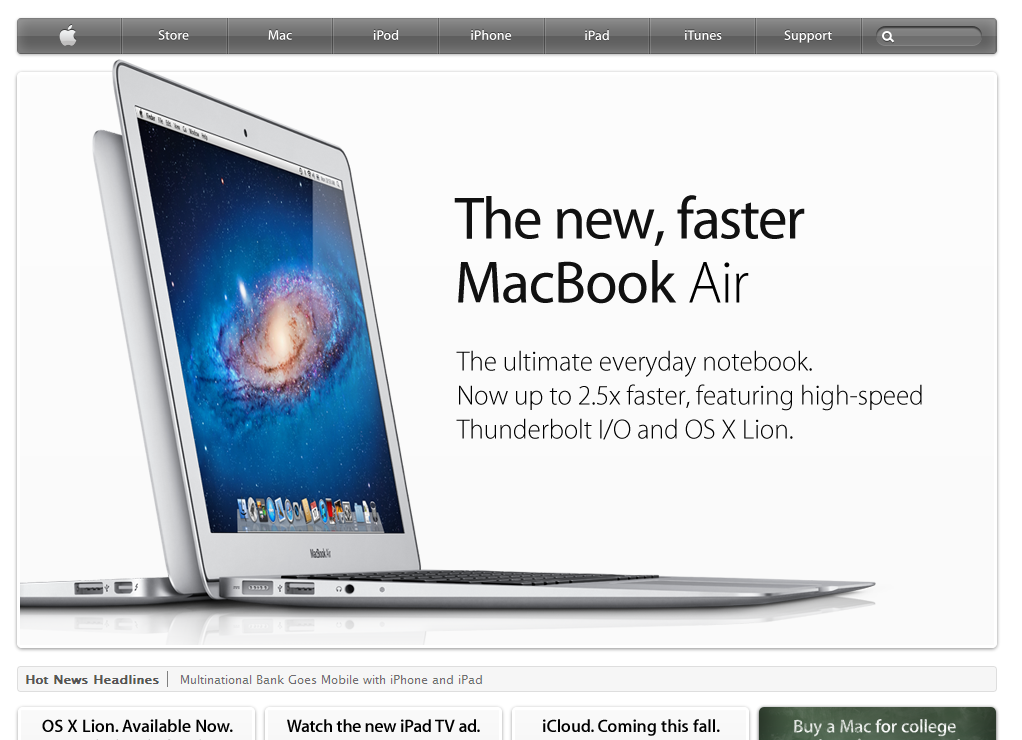 Store
Mac
iPod
iPhone
iPad
iTunes
Support
The new, faster
MacBook Air
The ultimate everyday notebook.
Now up to 2.5x faster, featuring high-speed
Thunderbolt I/O and OS X Lion.
MacBook Air
Hot News Headlines
Multinational Bank Goes Mobile with iPhone and iPad
OS X Lion. Available Now.
Watch the new iPad TV ad.
iCloud. Coming this fall.
Buy a Mac for college